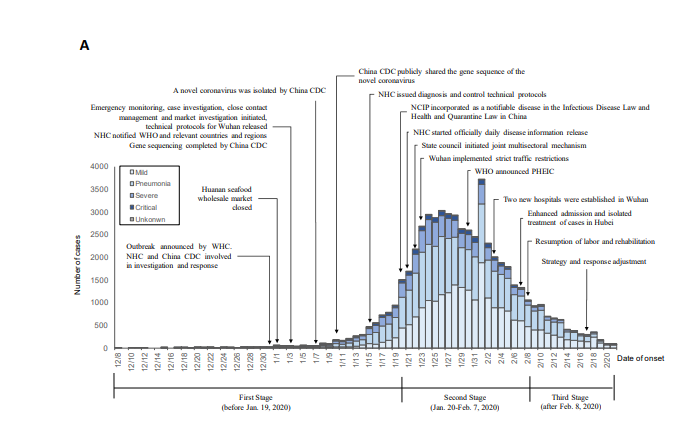 A
China CDC publicly shared the gene sequence of the
novel coronavirus
A novel coronavirus was isolated by China CDC
NHC issued diagnosis and control technical protocols
Emergency monitoring, case investigation, close contact
management and market investigation initiated,
technical protocols for Wuhan released
NHC notified WHO and relevant countries and regions
Gene sequencing completed by China CDC
NCIP incorporated as a notifiable disease in the Infectious Disease Law and
Health and Quarantine Law in China
NHC started officially daily disease information release
State council initiated joint multisectoral mechanism
Wuhan implemented strict traffic restrictions
WHO announced PHEIC
Two new hospitals were established in Wuhan
Enhanced admission and isolated
treatment of cases in Hubei
Resumption of labor and rehabilitation
Strategy and response adjustment
Huanan seafood
wholesale market
closed
Outbreak announced by WHC.
NHC and China CDC involved
in investigation and response
Mild
Pneumonia
Severe
Critical
Unkonwn
Number of cases
4000
3500
3000
2500
2000
1500
1000
500
0
12/8
12/10
12/12
12/14
12/16
12/18
12/20
12/22
12/24
12/26
12/28
12/30
1/1
1/3
1/5
1/7
1/9
1/11
1/13
1/15
1/17
1/19
1/21
1/23
1/25
1/27
1/29
1/31
2/2
2/4
2/6
2/8
2/10
2/12
2/14
2/16
2/18
2/20
Date of onset
First Stage
(before Jan. 19, 2020)
Second Stage
(Jan. 20-Feb. 7, 2020)
Third Stage
(after Feb. 8, 2020)